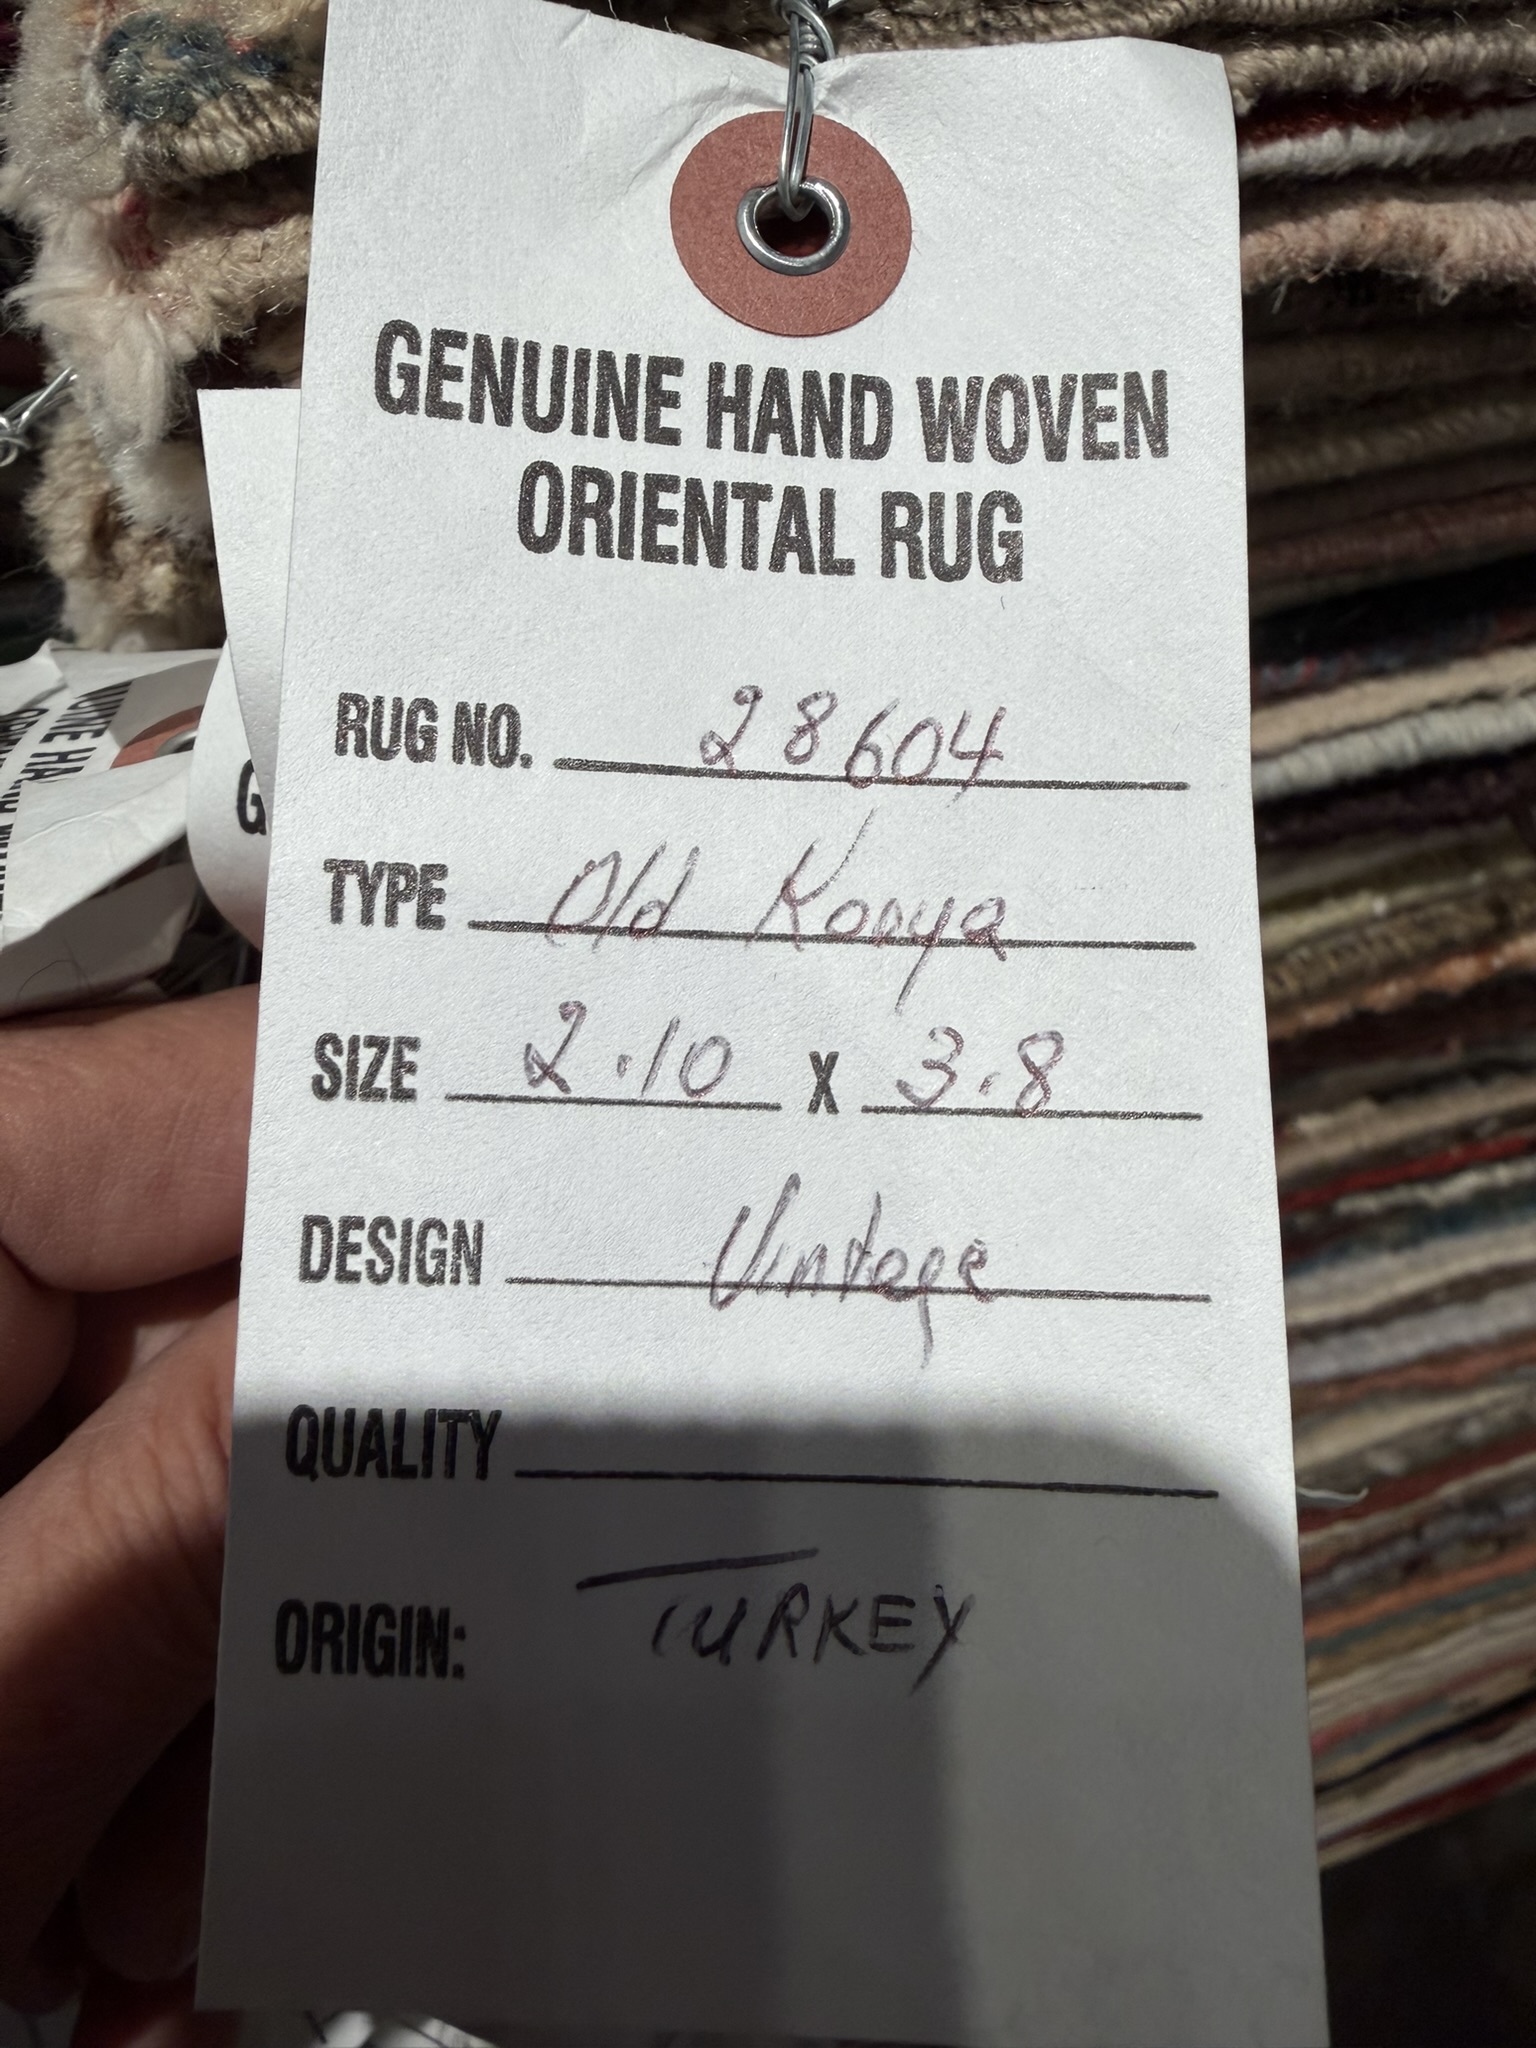 GENUINE HAND WOVEN
ORIENTAL RUG
RUG NO. 28604
TYPE Old Konya
SIZE 2.10 X 3.8
DESIGN Vintage
QUALITY
ORIGIN: TURKEY
G